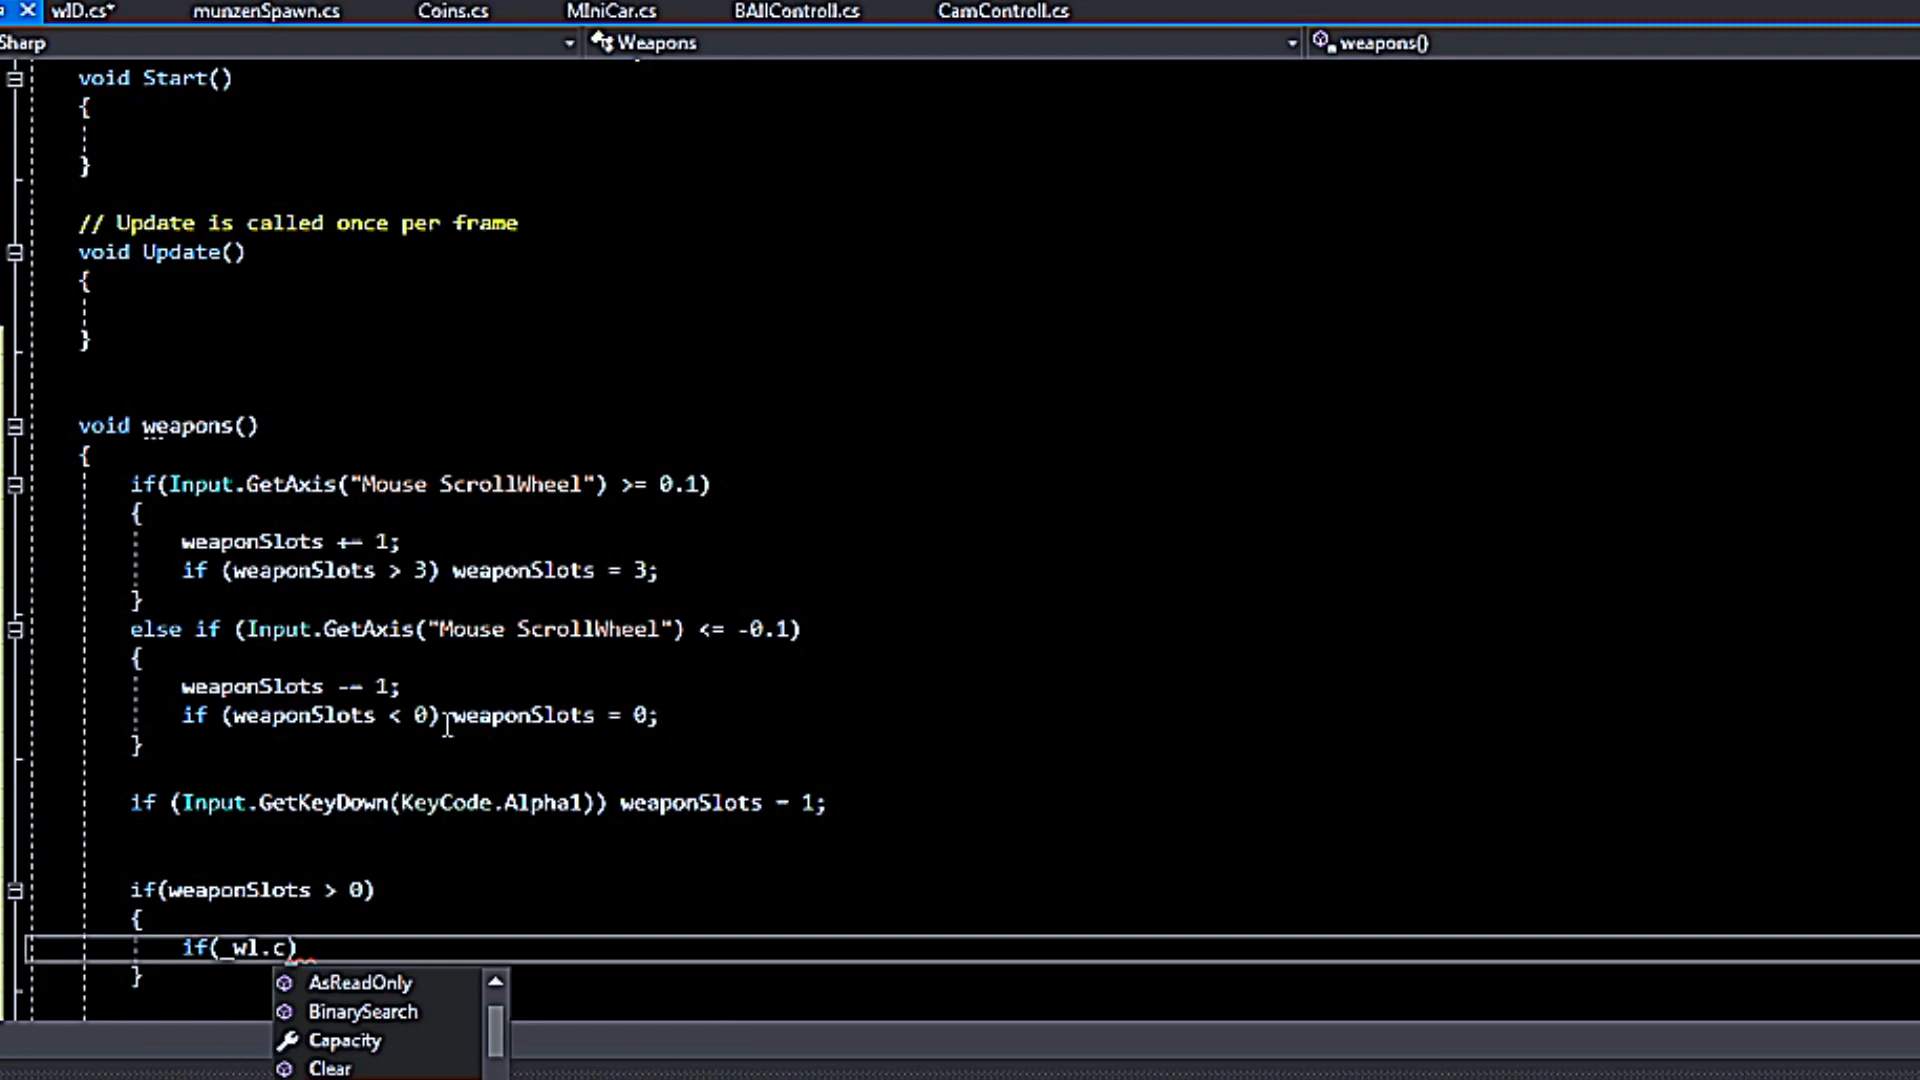 wID.cs* munzenSpawn.cs Coins.cs MIniCar.cs BAllControll.cs CamControll.cs
Sharp Weapons weapons()
void Start()
{
}
// Update is called once per frame
void Update()
{
}
void weapons()
{
if(Input.GetAxis("Mouse ScrollWheel") >= 0.1)
{
weaponSlots += 1;
if (weaponSlots > 3) weaponSlots = 3;
}
else if (Input.GetAxis("Mouse ScrollWheel") <= -0.1)
{
weaponSlots -= 1;
if (weaponSlots < 0) weaponSlots = 0;
}
if (Input.GetKeyDown(KeyCode.Alpha1)) weaponSlots = 1;
if(weaponSlots > 0)
{
if(_wl.c)
}
AsReadOnly
BinarySearch
Capacity
Clear